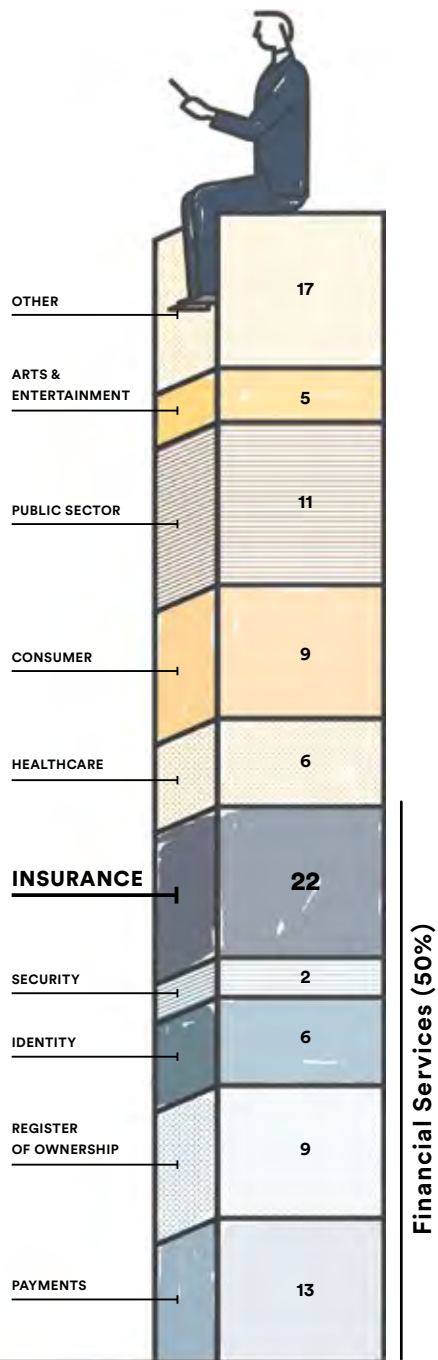 OTHER
17
ARTS &
ENTERTAINMENT
5
PUBLIC SECTOR
11
CONSUMER
9
HEALTHCARE
6
INSURANCE
22
SECURITY
2
IDENTITY
6
REGISTER
OF OWNERSHIP
9
PAYMENTS
13
Financial Services (50%)